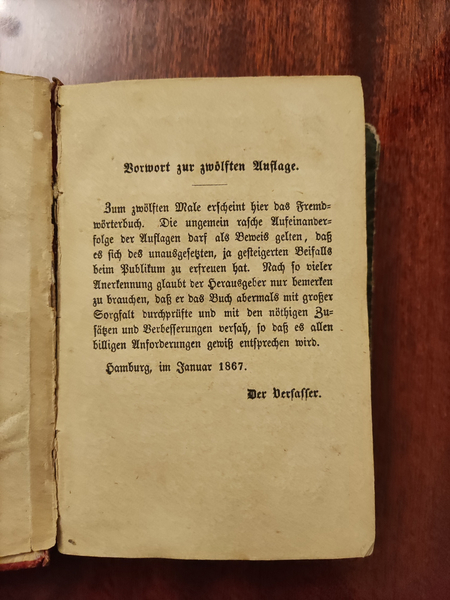 Vorwort zur zwölften Auflage.
Zum zwölften Male erscheint hier das Fremd-
wörterbuch. Die ungemein rasche Aufeinander-
folge der Auflagen darf als Beweis gelten, daß
es sich des unausgesetzten, ja gesteigerten Beifalls
beim Publikum zu erfreuen hat. Nach so vieler
Anerkennung glaubt der Herausgeber nur bemerken
zu brauchen, daß er das Buch abermals mit großer
Sorgfalt durchprüfte und mit den nöthigen Zu-
sätzen und Verbesserungen versah, so daß es allen
billigen Anforderungen gewiß entsprechen wird.
Hamburg, im Januar 1867.
Der Verfasser.